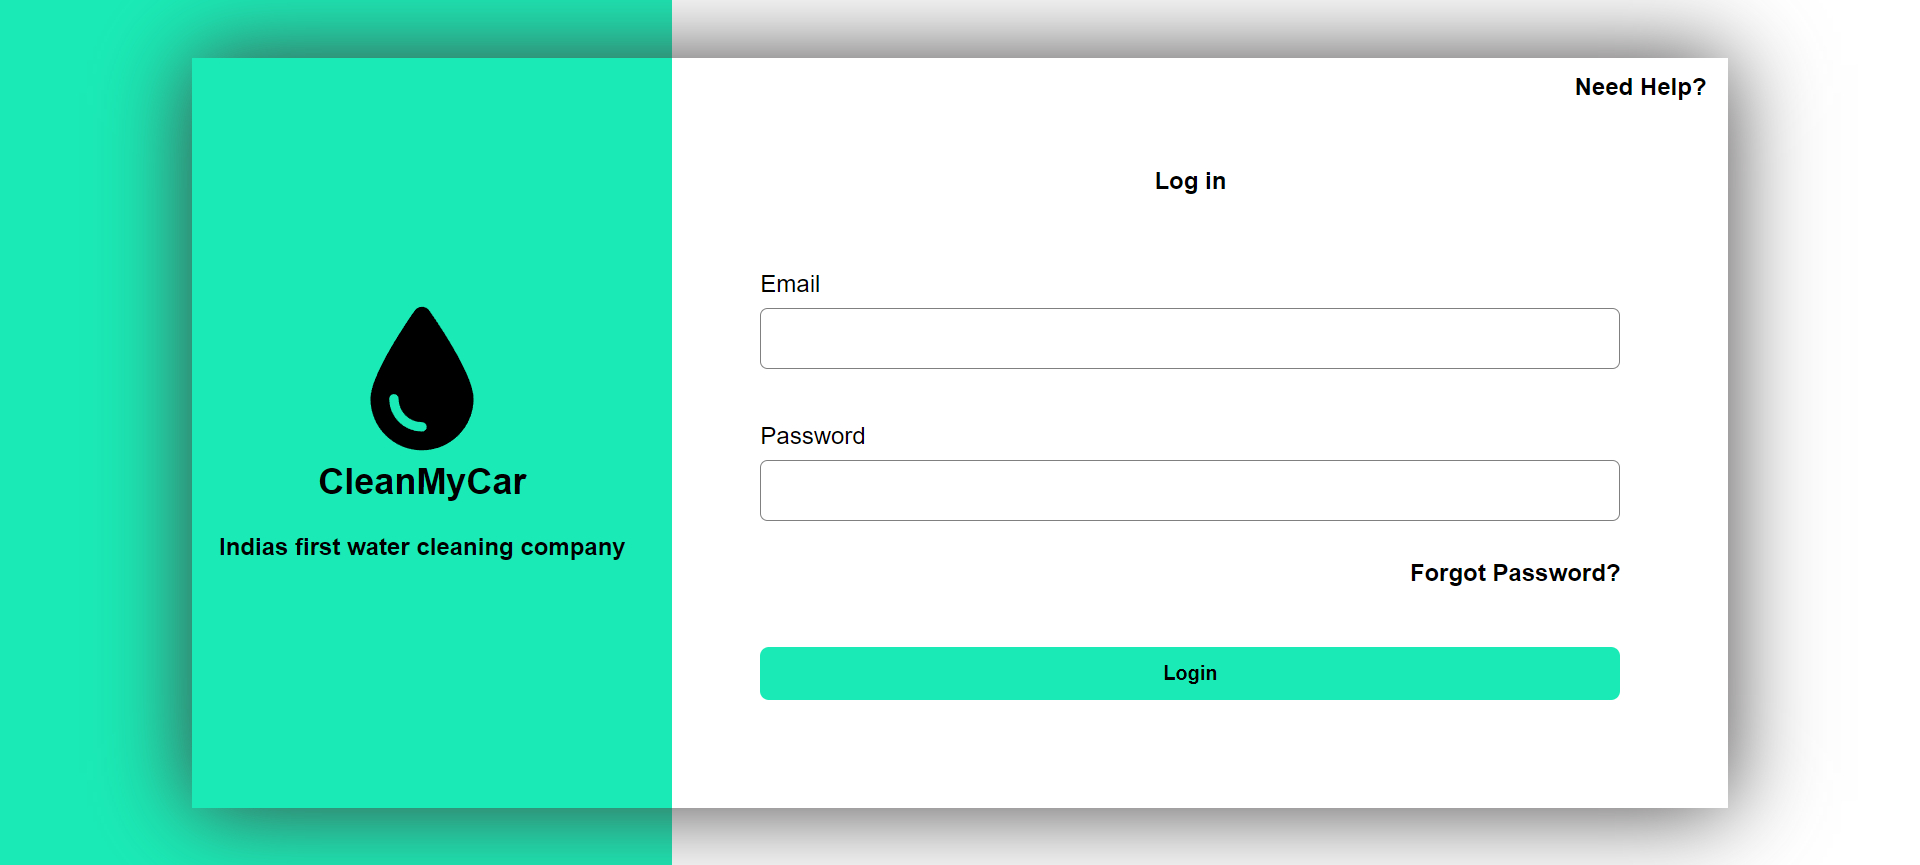 Need Help?
Log in
Email
Password
CleanMyCar
Indias first water cleaning company
Forgot Password?
Login